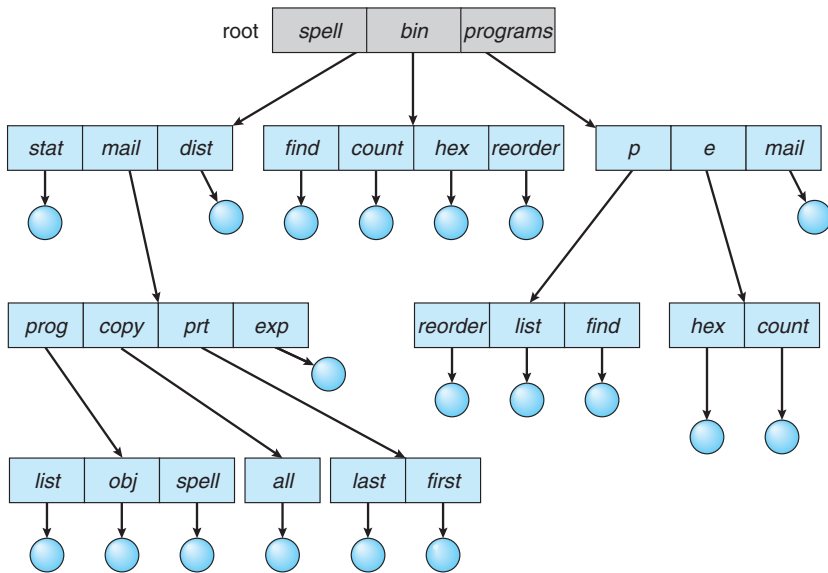 root spell bin programs
stat mail dist find count hex reorder p e mail
prog copy prt exp reorder list find hex count
list obj spell all last first